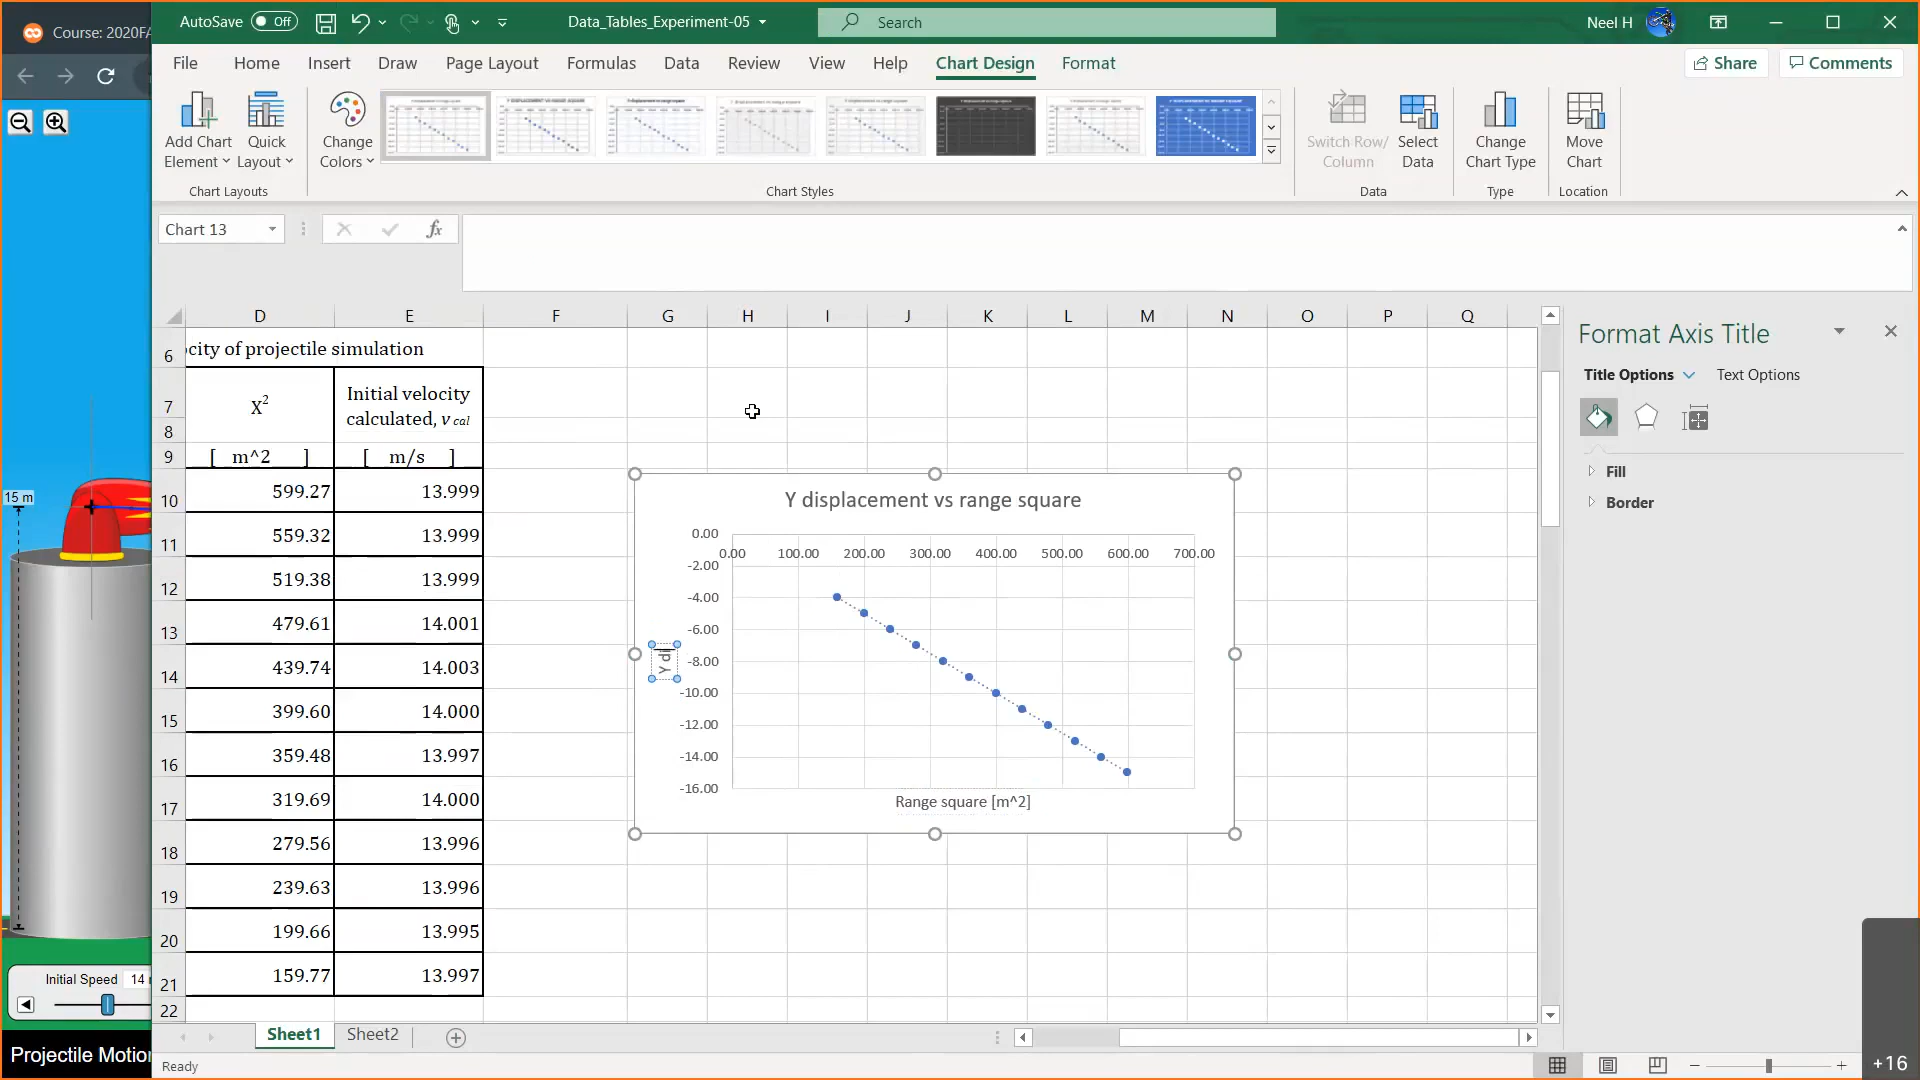 Course: 2020FA
AutoSave Off
Data_Tables_Experiment-05
Search
Neel H
File Home Insert Draw Page Layout Formulas Data Review View Help Chart Design Format
Share Comments
Add Chart Element
Quick Layout
Change Colors
Switch Row/ Column
Select Data
Change Chart Type
Move Chart
Chart Layouts
Chart Styles
Data
Type
Location
Chart 13
fx
D E F G H I J K L M N O P Q
6 ocity of projectile simulation
7 X2 Initial velocity
8 calculated, v cal
9 [ m^2 ] [ m/s ]
10 599.27 13.999
11 559.32 13.999
12 519.38 13.999
13 479.61 14.001
14 439.74 14.003
15 399.60 14.000
16 359.48 13.997
17 319.69 14.000
18 279.56 13.996
19 239.63 13.996
20 199.66 13.995
21 159.77 13.997
22
Y displacement vs range square
0.00
0.00 100.00 200.00 300.00 400.00 500.00 600.00 700.00
-2.00
-4.00
-6.00
-8.00
-10.00
-12.00
-14.00
-16.00
Y di
Range square [m^2]
Format Axis Title
Title Options Text Options
Fill
Border
15 m
Initial Speed 14
Projectile Motion
Sheet1 Sheet2
Ready
+16